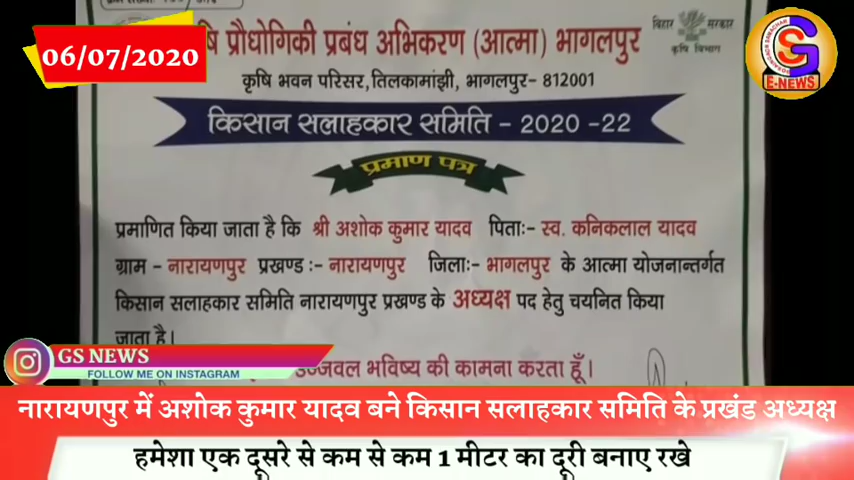 06/07/2020
प्रौधोगिकी प्रबंध अभिकरण (आत्मा) भागलपुर
बिहार सरकार
कृषि विभाग
GS
E-NEWS
कृषि भवन परिसर,तिलकामांझी, भागलपुर- 812001
किसान सलाहकार समिति - 2020 -22
प्रमाण पत्र
प्रमाणित किया जाता है कि श्री अशोक कुमार यादव पिताः- स्व. कनिकलाल यादव
ग्राम - नारायणपुर प्रखण्ड :- नारायणपुर जिलाः- भागलपुर के आत्मा योजनान्तर्गत
किसान सलाहकार समिति नारायणपुर प्रखण्ड के अध्यक्ष पद हेतु चयनित किया
जाता है।
उज्जवल भविष्य की कामना करता हूँ।
GS NEWS
FOLLOW ME ON INSTAGRAM
नारायणपुर में अशोक कुमार यादव बने किसान सलाहकार समिति के प्रखंड अध्यक्ष
हमेशा एक दूसरे से कम से कम 1 मीटर का दूरी बनाए रखे